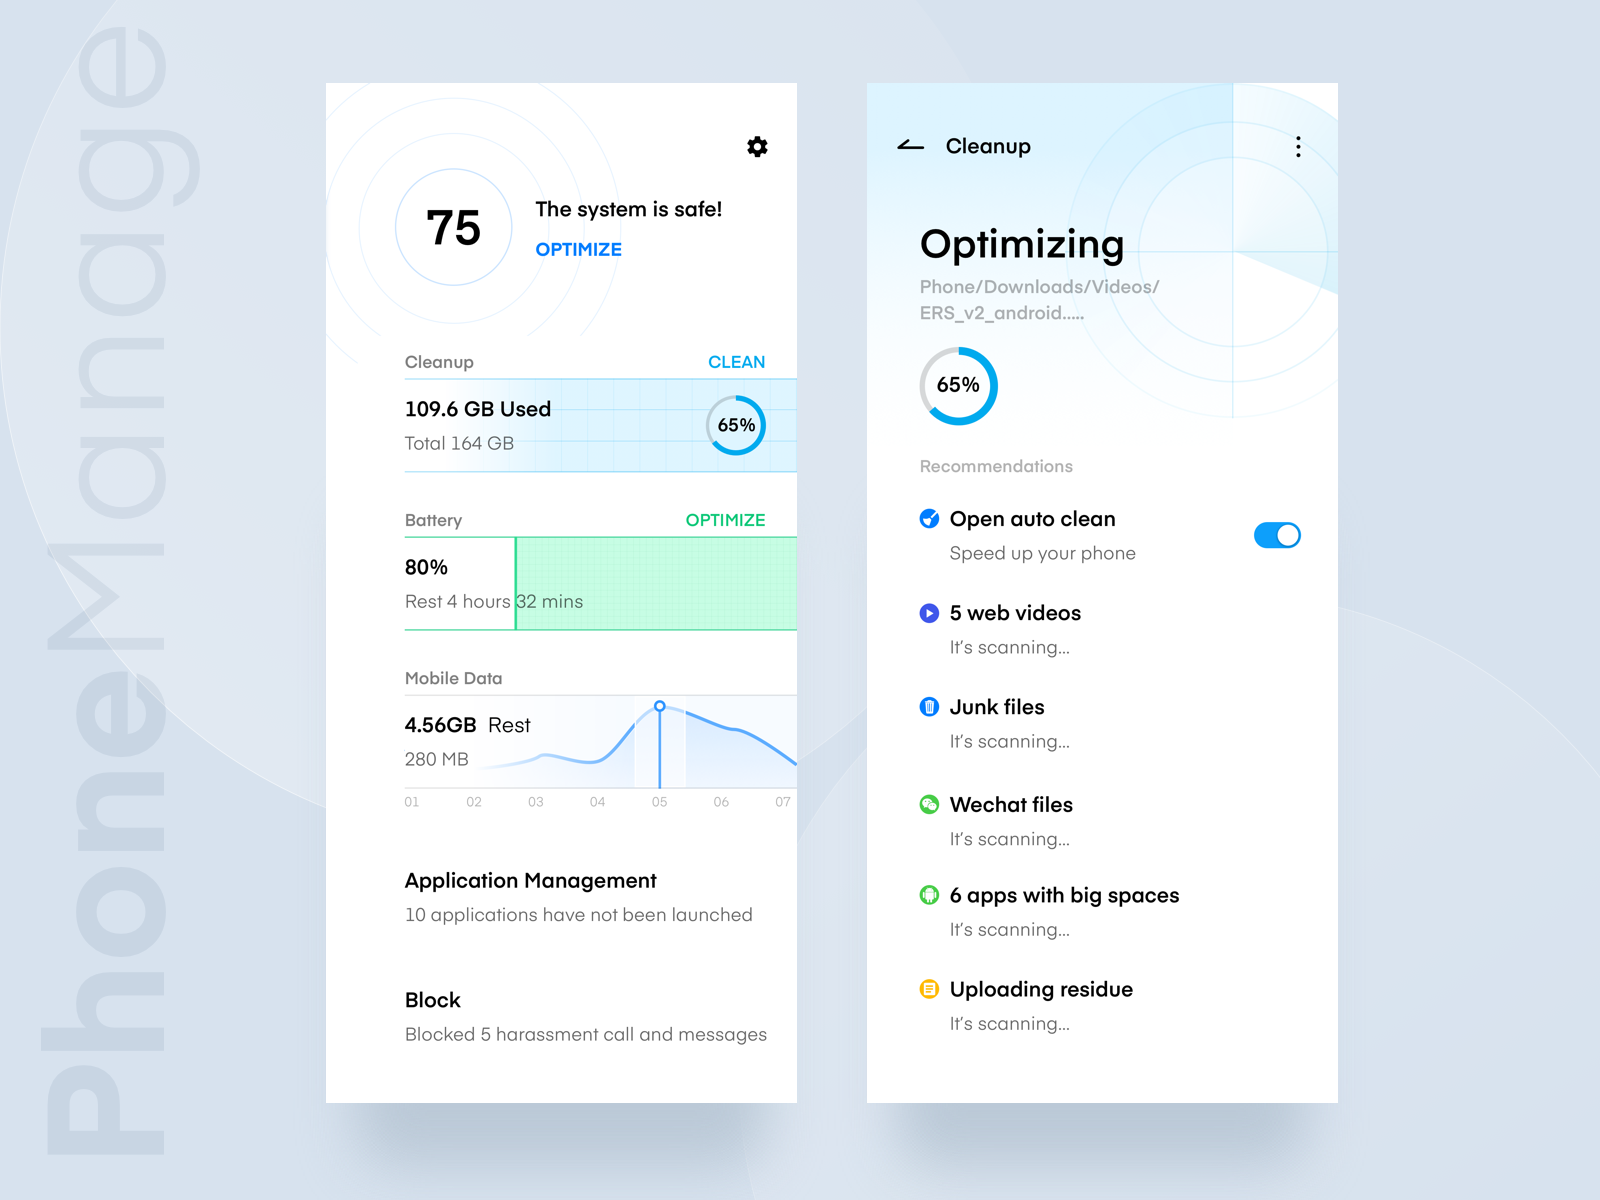 PhoneManage
75
The system is safe!
OPTIMIZE
Cleanup
CLEAN
109.6 GB Used
Total 164 GB
65%
Battery
OPTIMIZE
80%
Rest 4 hours 32 mins
Mobile Data
4.56GB Rest
280 MB
01 02 03 04 05 06 07
Application Management
10 applications have not been launched
Block
Blocked 5 harassment call and messages
Cleanup
Optimizing
Phone/Downloads/Videos/
ERS_v2_android.....
65%
Recommendations
Open auto clean
Speed up your phone
5 web videos
It's scanning...
Junk files
It's scanning...
Wechat files
It's scanning...
6 apps with big spaces
It's scanning...
Uploading residue
It's scanning...